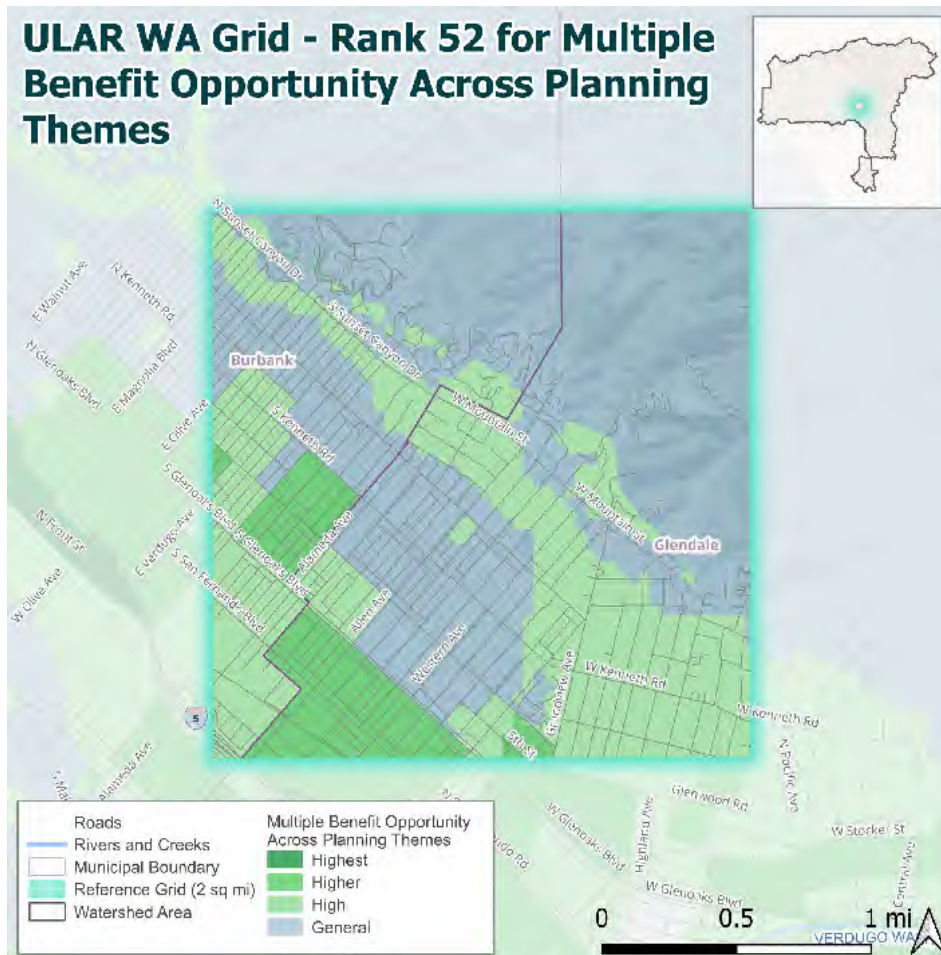 ULAR WA Grid - Rank 52 for Multiple
Benefit Opportunity Across Planning
Themes
N Sunset Canyon Dr
E Walnut Ave
N Kenneth Rd
S Sunset Canyon Dr
Burbank
N Glenoaks Blvd
E Magnolia Blvd
E Olive Ave
S Kenneth Rd
W Mountain St
S Glenoaks Blvd
S Glenoaks Blvd
W Mountain St
Glendale
N Front St
E Verdugo Ave
S San Fernando Blvd
Alameda Ave
W Olive Ave
Allen Ave
Western Ave
W Kenneth Rd
Grandview Ave
W Kenneth Rd
5
5th St
N Pacific Ave
Alameda Ave
Glenwood Rd
W Glenoaks Blvd
Highland Ave
W Stocker St
W Glenoaks Blvd
Central Ave
Roads
Rivers and Creeks
Municipal Boundary
Reference Grid (2 sq mi)
Watershed Area
Multiple Benefit Opportunity
Across Planning Themes
Highest
Higher
High
General
0 0.5 1 mi
VERDUGO